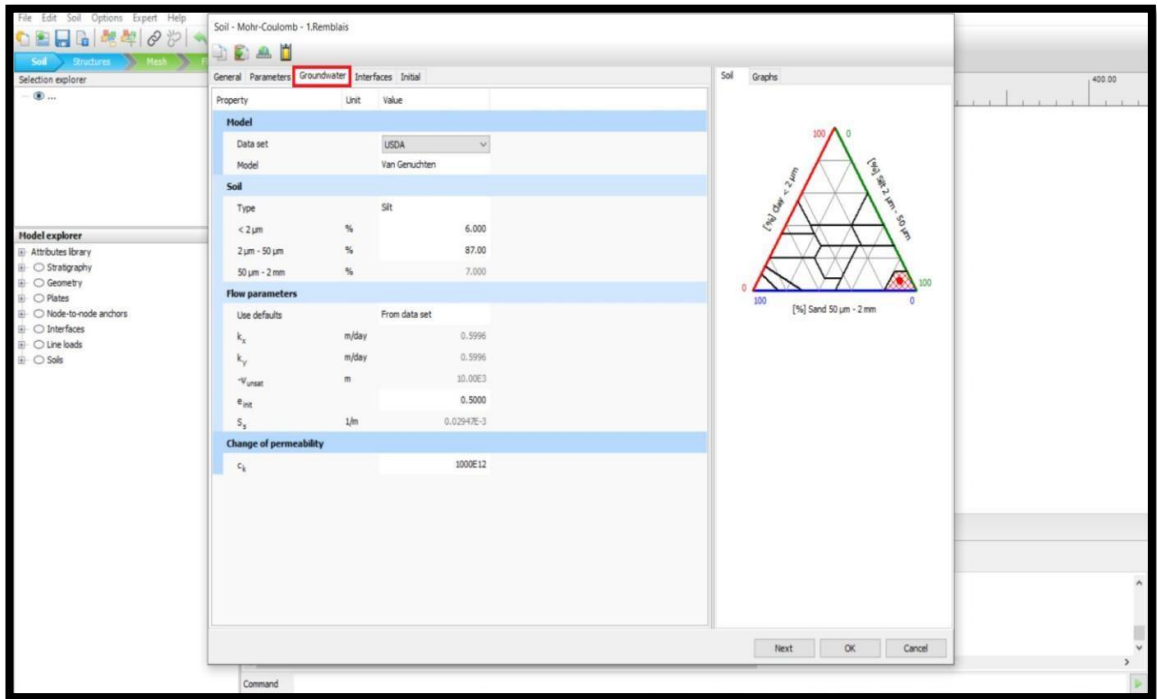 File Edit Soil Options Expert Help
Soil Structures Mesh
Selection explorer
...
Model explorer
Attributes library
Stratigraphy
Geometry
Plates
Node-to-node anchors
Interfaces
Line loads
Soils
Soil - Mohr-Coulomb - 1.Remblais
General Parameters Groundwater Interfaces Initial
Property Unit Value
Model
Data set USDA
Model Van Genuchten
Soil
Type Silt
< 2 µm % 6.000
2 µm - 50 µm % 87.00
50 µm - 2 mm % 7.000
Flow parameters
Use defaults From data set
kx m/day 0.5996
ky m/day 0.5996
-ψunsat m 10.00E3
einit 0.5000
Ss 1/m 0.02947E-3
Change of permeability
ck 1000E12
Soil Graphs
100 0
[%] Clay < 2 µm
[%] Silt 2 µm - 50 µm
0 100
100 0
[%] Sand 50 µm - 2 mm
400.00
Next OK Cancel
Command